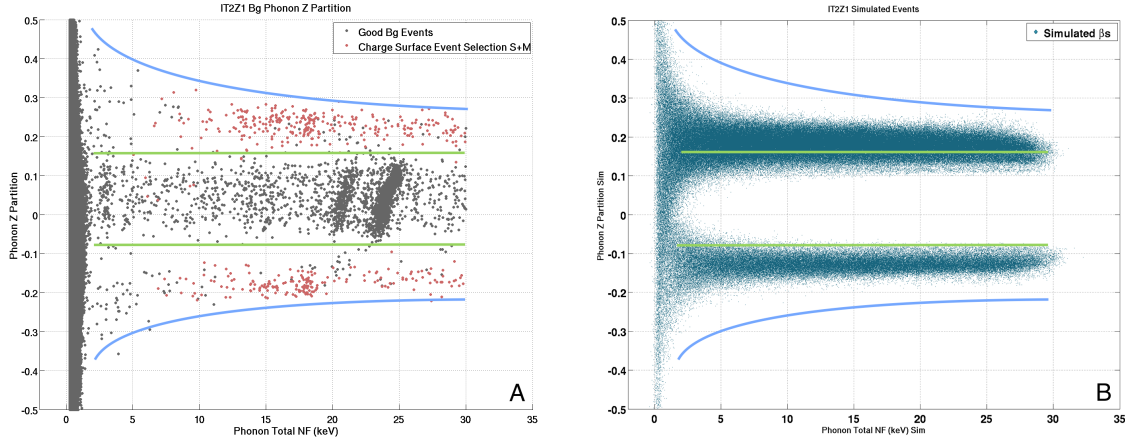 IT2Z1 Bg Phonon Z Partition
Good Bg Events
Charge Surface Event Selection S+M
Phonon Z Partition
0.5
0.4
0.3
0.2
0.1
0
-0.1
-0.2
-0.3
-0.4
-0.5
0 5 10 15 20 25 30 35
Phonon Total NF (keV)
A
IT2Z1 Simulated Events
Simulated βs
Phonon Z Partition Sim
0.5
0.4
0.3
0.2
0.1
0
-0.1
-0.2
-0.3
-0.4
-0.5
0 5 10 15 20 25 30 35
Phonon Total NF (keV) Sim
B